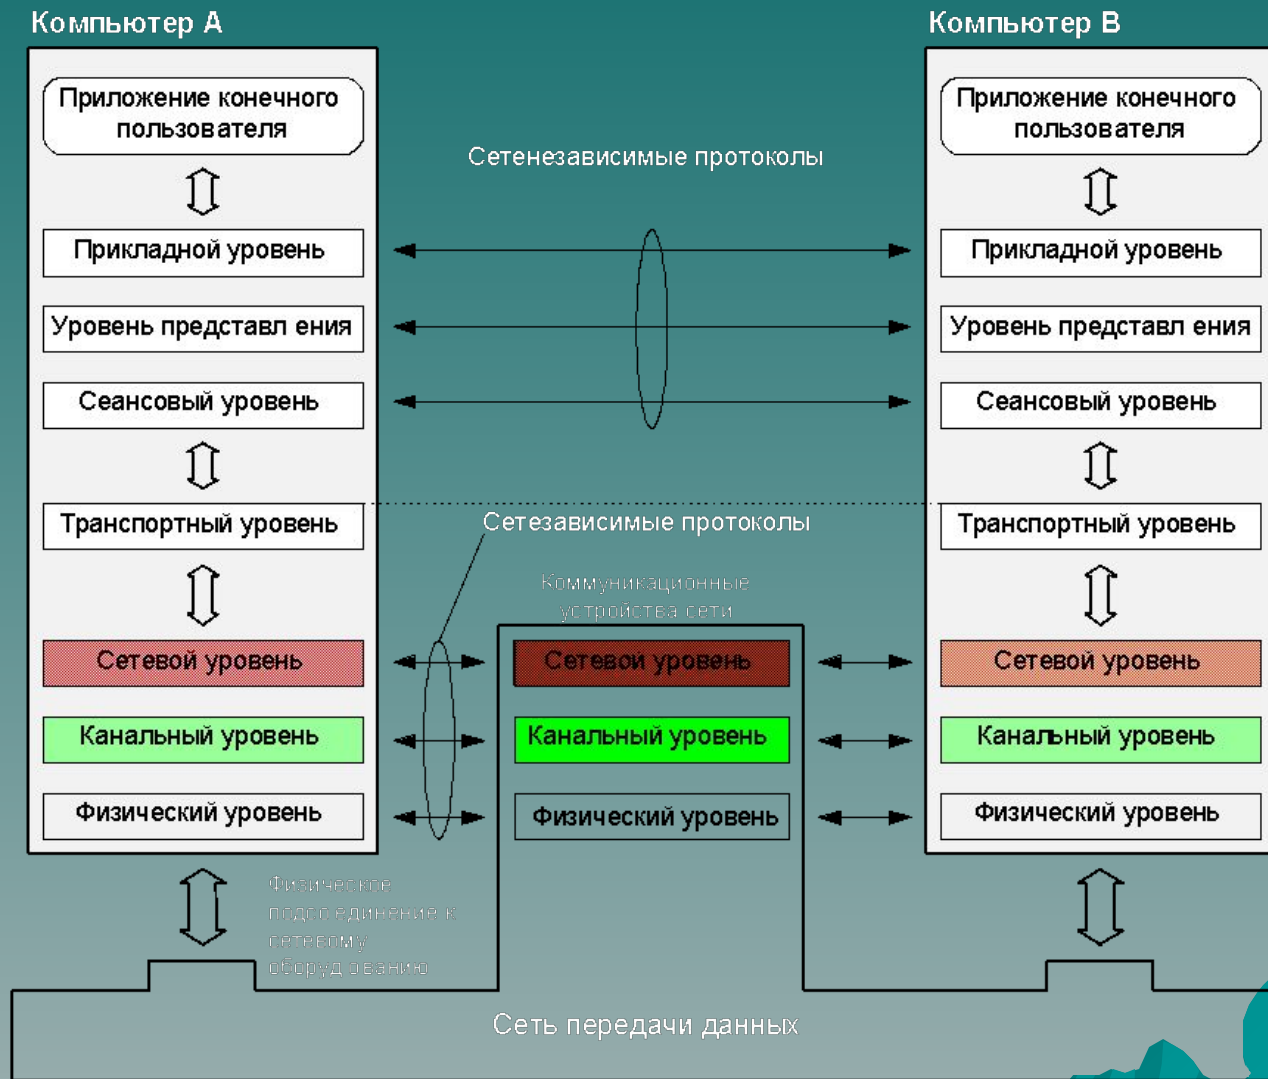 Компьютер А
Приложение конечного
пользователя
Прикладной уровень
Уровень представл ения
Сеансовый уровень
Транспортный уровень
Сетевой уровень
Канальный уровень
Физический уровень
Сетенезависимые протоколы
Сетезависимые протоколы
Коммуникационные
устройства сети
Сетевой уровень
Канальный уровень
Физический уровень
Компьютер В
Приложение конечного
пользователя
Прикладной уровень
Уровень представл ения
Сеансовый уровень
Транспортный уровень
Сетевой уровень
Канальный уровень
Физический уровень
Физическое
подсоединение к
сетевому
оборуд ованию
Сеть передачи данных